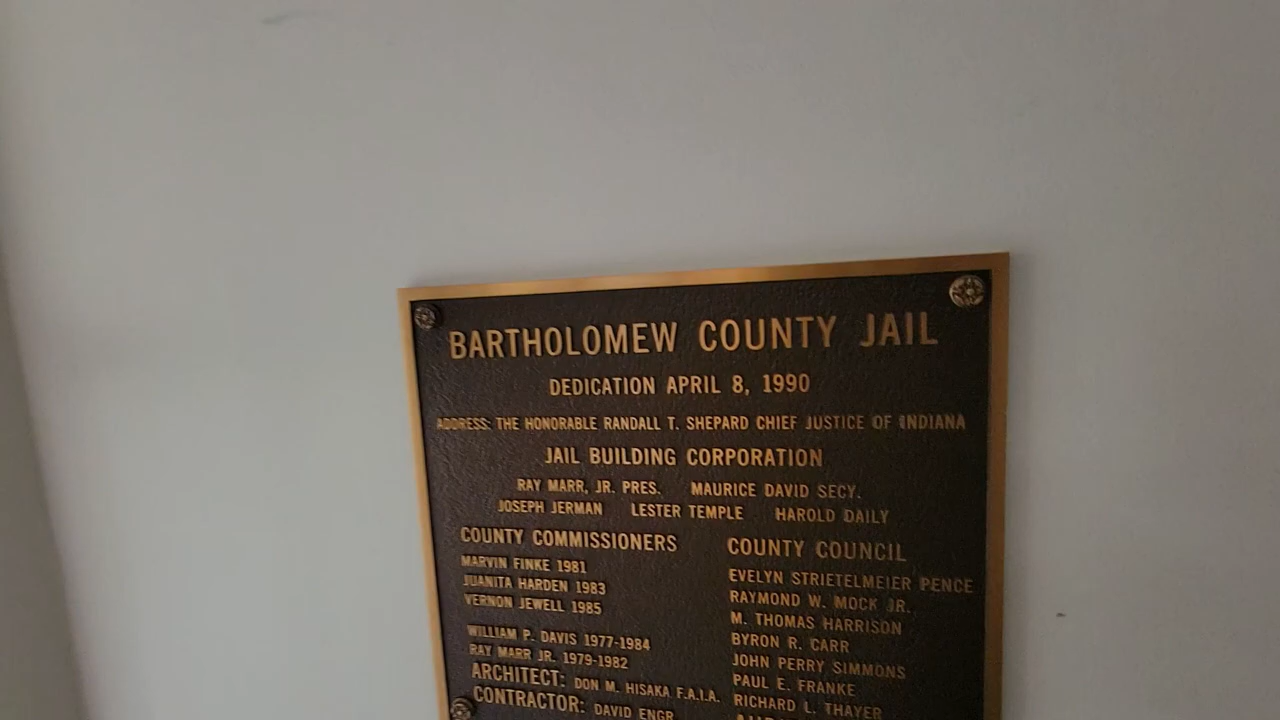 BARTHOLOMEW COUNTY JAIL
DEDICATION APRIL 8, 1990
ADDRESS: THE HONORABLE RANDALL T. SHEPARD CHIEF JUSTICE OF INDIANA
JAIL BUILDING CORPORATION
RAY MARR, JR. PRES. MAURICE DAVID SECY.
JOSEPH JERMAN LESTER TEMPLE HAROLD DAILY
COUNTY COMMISSIONERS
MARVIN FINKE 1981
JUANITA HARDEN 1983
VERNON JEWELL 1985
WILLIAM P. DAVIS 1977-1984
RAY MARR JR. 1979-1982
ARCHITECT: DON M. HISAKA F.A.I.A.
CONTRACTOR: DAVID ENGR
COUNTY COUNCIL
EVELYN STRIETELMEIER PENCE
RAYMOND W. MOCK JR.
M. THOMAS HARRISON
BYRON R. CARR
JOHN PERRY SIMMONS
PAUL E. FRANKE
RICHARD L. THAYER